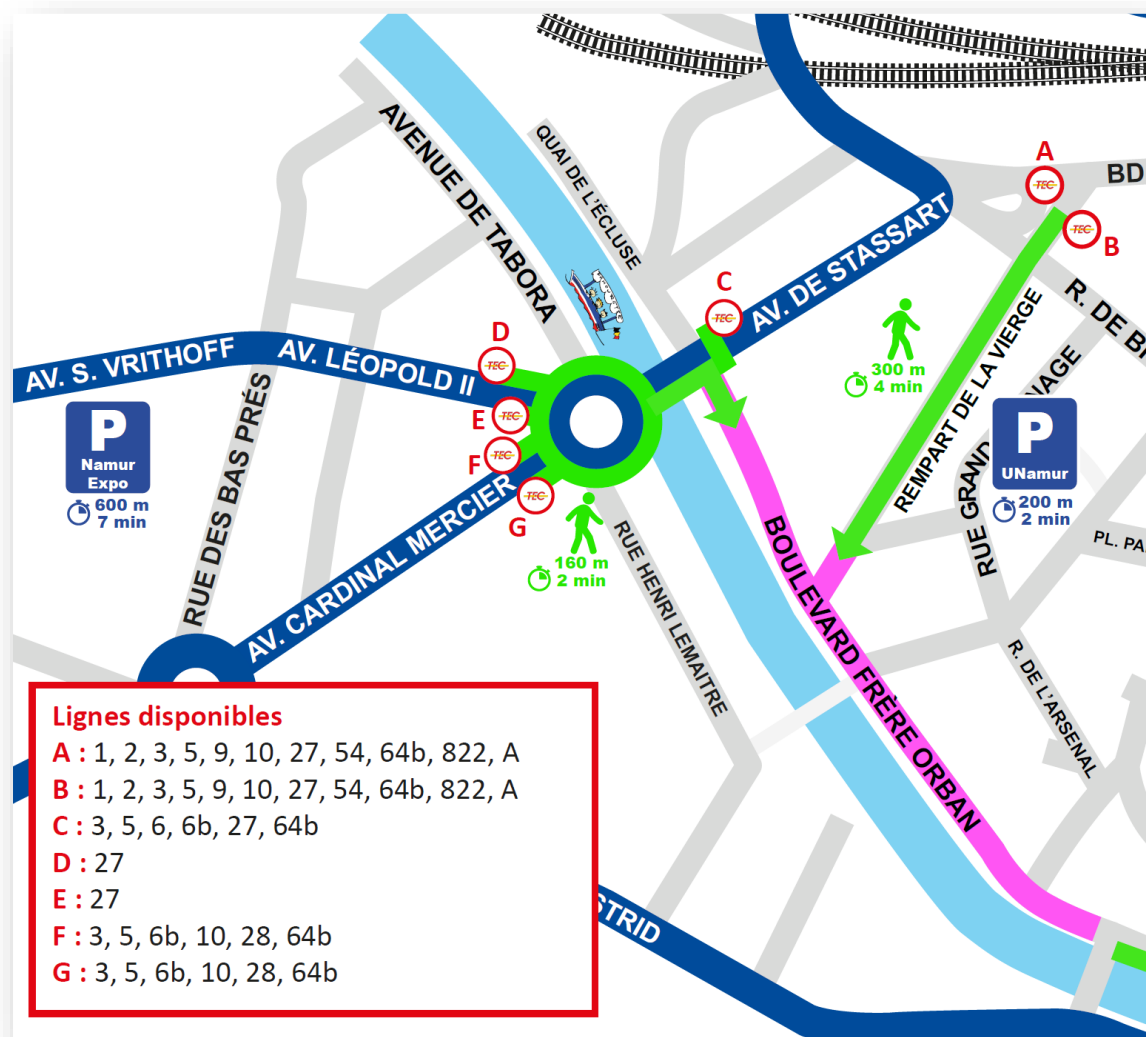 AVENUE DE TABORA
QUAI DE L'ÉCLUSE
A
TEC
BD
TEC
B
AV. DE STASSART
C
TEC
R. DE B
D
TEC
AV. S. VRITHOFF
AV. LÉOPOLD II
E
TEC
F
TEC
G
TEC
300 m
4 min
REMPART DE LA VIERGE
P
Namur
Expo
600 m
7 min
P
UNamur
200 m
2 min
RUE DES BAS PRÉS
RUE GRAND NAGE
PL. PA
AV. CARDINAL MERCIER
160 m
2 min
RUE HENRI LEMAITRE
BOULEVARD FRÈRE ORBAN
R. DE L'ARSENAL
STRID
Lignes disponibles
A : 1, 2, 3, 5, 9, 10, 27, 54, 64b, 822, A
B : 1, 2, 3, 5, 9, 10, 27, 54, 64b, 822, A
C : 3, 5, 6, 6b, 27, 64b
D : 27
E : 27
F : 3, 5, 6b, 10, 28, 64b
G : 3, 5, 6b, 10, 28, 64b